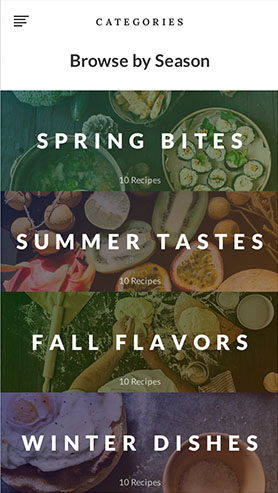 CATEGORIES
Browse by Season
SPRING BITES
10 Recipes
SUMMER TASTES
10 Recipes
FALL FLAVORS
10 Recipes
WINTER DISHES
10 Recipes